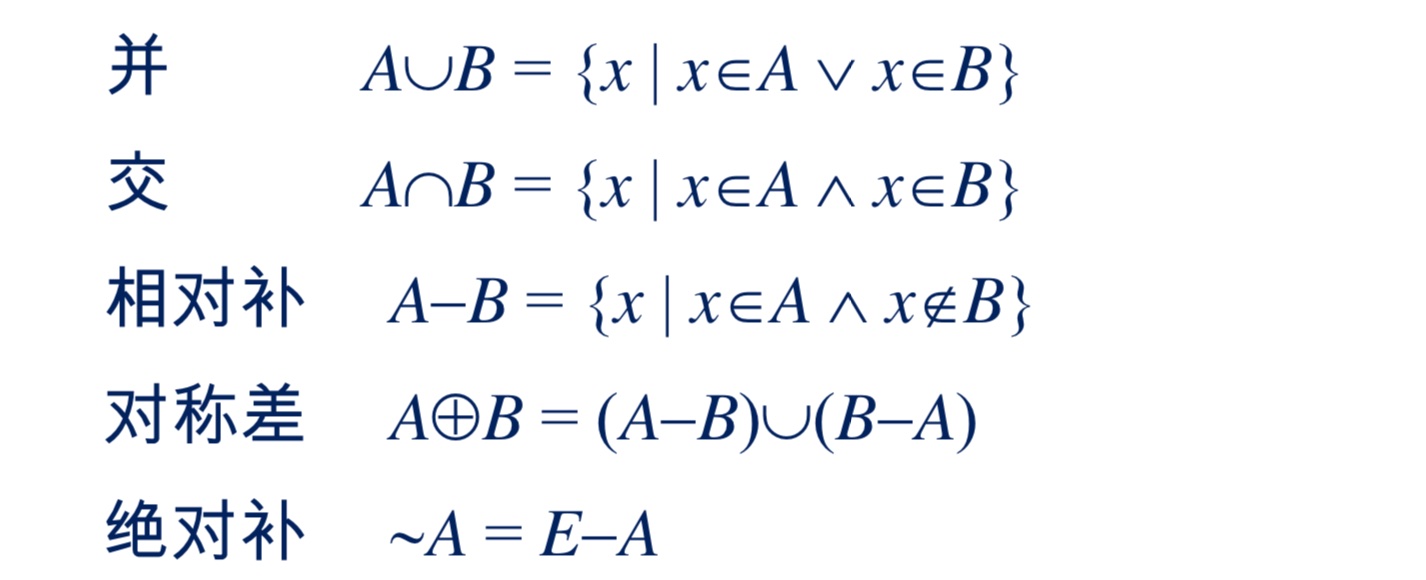 并 A∪B = {x | x∈A ∨ x∈B}
交 A∩B = {x | x∈A ∧ x∈B}
相对补 A−B = {x | x∈A ∧ x∉B}
对称差 A⊕B = (A−B)∪(B−A)
绝对补 ~A = E−A